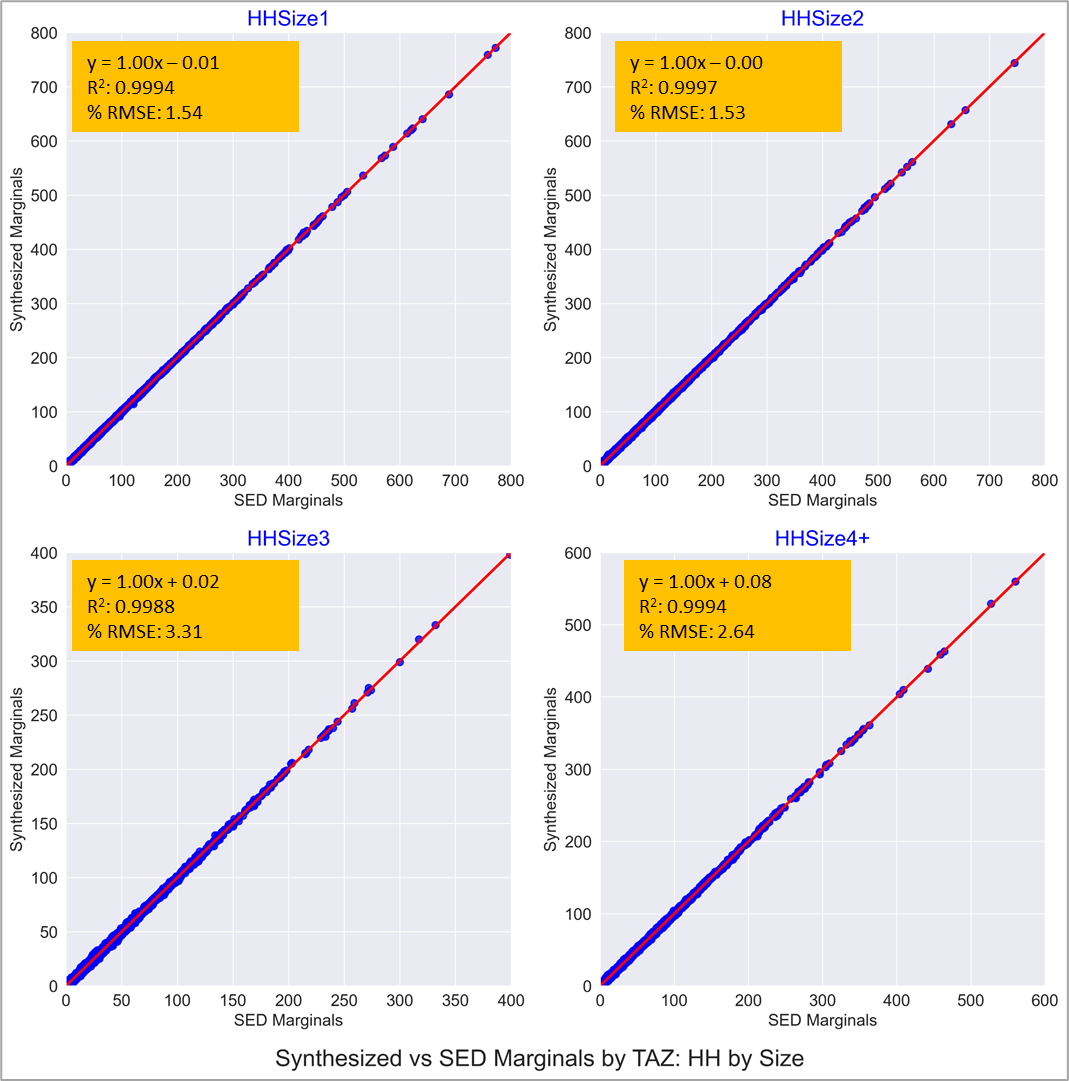 HHSize1
y = 1.00x – 0.01
R²: 0.9994
% RMSE: 1.54
800
700
600
500
400
300
200
100
0
Synthesized Marginals
0 100 200 300 400 500 600 700 800
SED Marginals
HHSize2
y = 1.00x – 0.00
R²: 0.9997
% RMSE: 1.53
800
700
600
500
400
300
200
100
0
Synthesized Marginals
0 100 200 300 400 500 600 700 800
SED Marginals
HHSize3
y = 1.00x + 0.02
R²: 0.9988
% RMSE: 3.31
400
350
300
250
200
150
100
50
0
Synthesized Marginals
0 50 100 150 200 250 300 350 400
SED Marginals
HHSize4+
y = 1.00x + 0.08
R²: 0.9994
% RMSE: 2.64
600
500
400
300
200
100
0
Synthesized Marginals
0 100 200 300 400 500 600
SED Marginals
Synthesized vs SED Marginals by TAZ: HH by Size